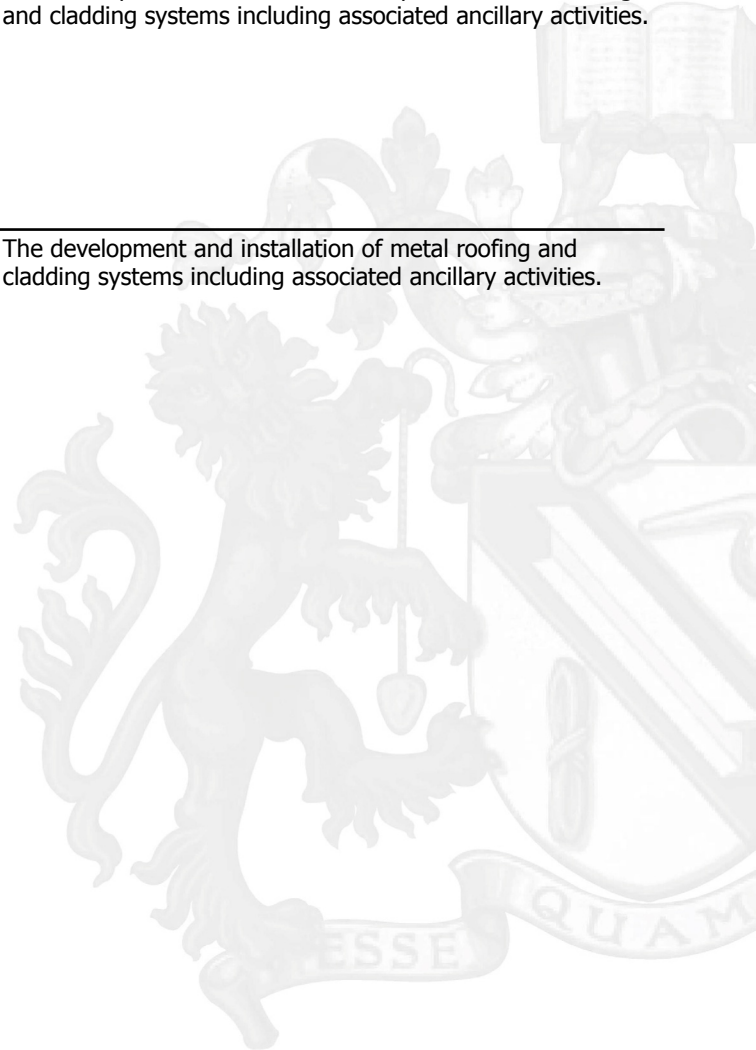 and cladding systems including associated ancillary activities.
The development and installation of metal roofing and
cladding systems including associated ancillary activities.
ESSE
QUAM